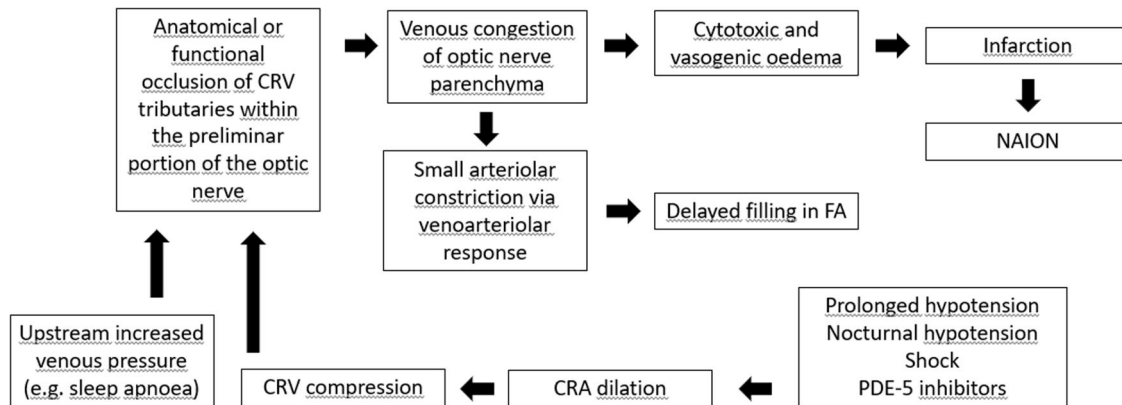 Anatomical or
functional
occlusion of CRV
tributaries within
the preliminar
portion of the optic
nerve
Venous congestion
of optic nerve
parenchyma
Cytotoxic and
vasogenic oedema
Infarction
NAION
Small arteriolar
constriction via
venoarteriolar
response
Delayed filling in FA
Upstream increased
venous pressure
(e.g. sleep apnoea)
CRV compression
CRA dilation
Prolonged hypotension
Nocturnal hypotension
Shock
PDE-5 inhibitors